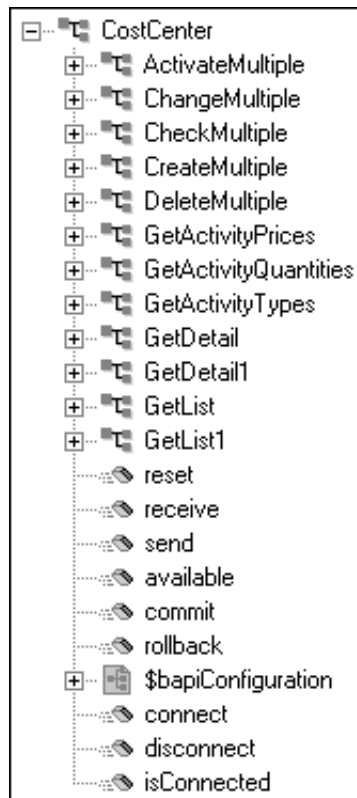 CostCenter
ActivateMultiple
ChangeMultiple
CheckMultiple
CreateMultiple
DeleteMultiple
GetActivityPrices
GetActivityQuantities
GetActivityTypes
GetDetail
GetDetail1
GetList
GetList1
reset
receive
send
available
commit
rollback
$bapiConfiguration
connect
disconnect
isConnected